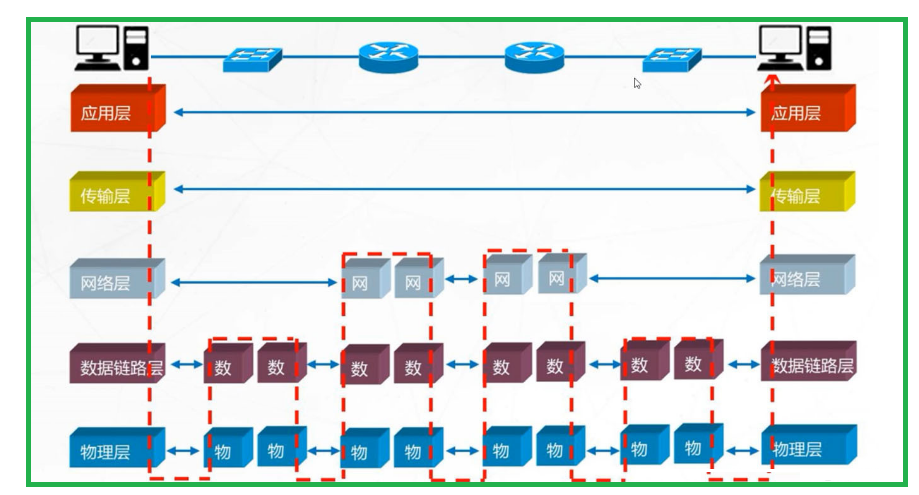 应用层 应用层
传输层 传输层
网络层 网 网 网 网 网络层
数据链路层 数 数 数 数 数 数 数 数 数据链路层
物理层 物 物 物 物 物 物 物 物 物理层